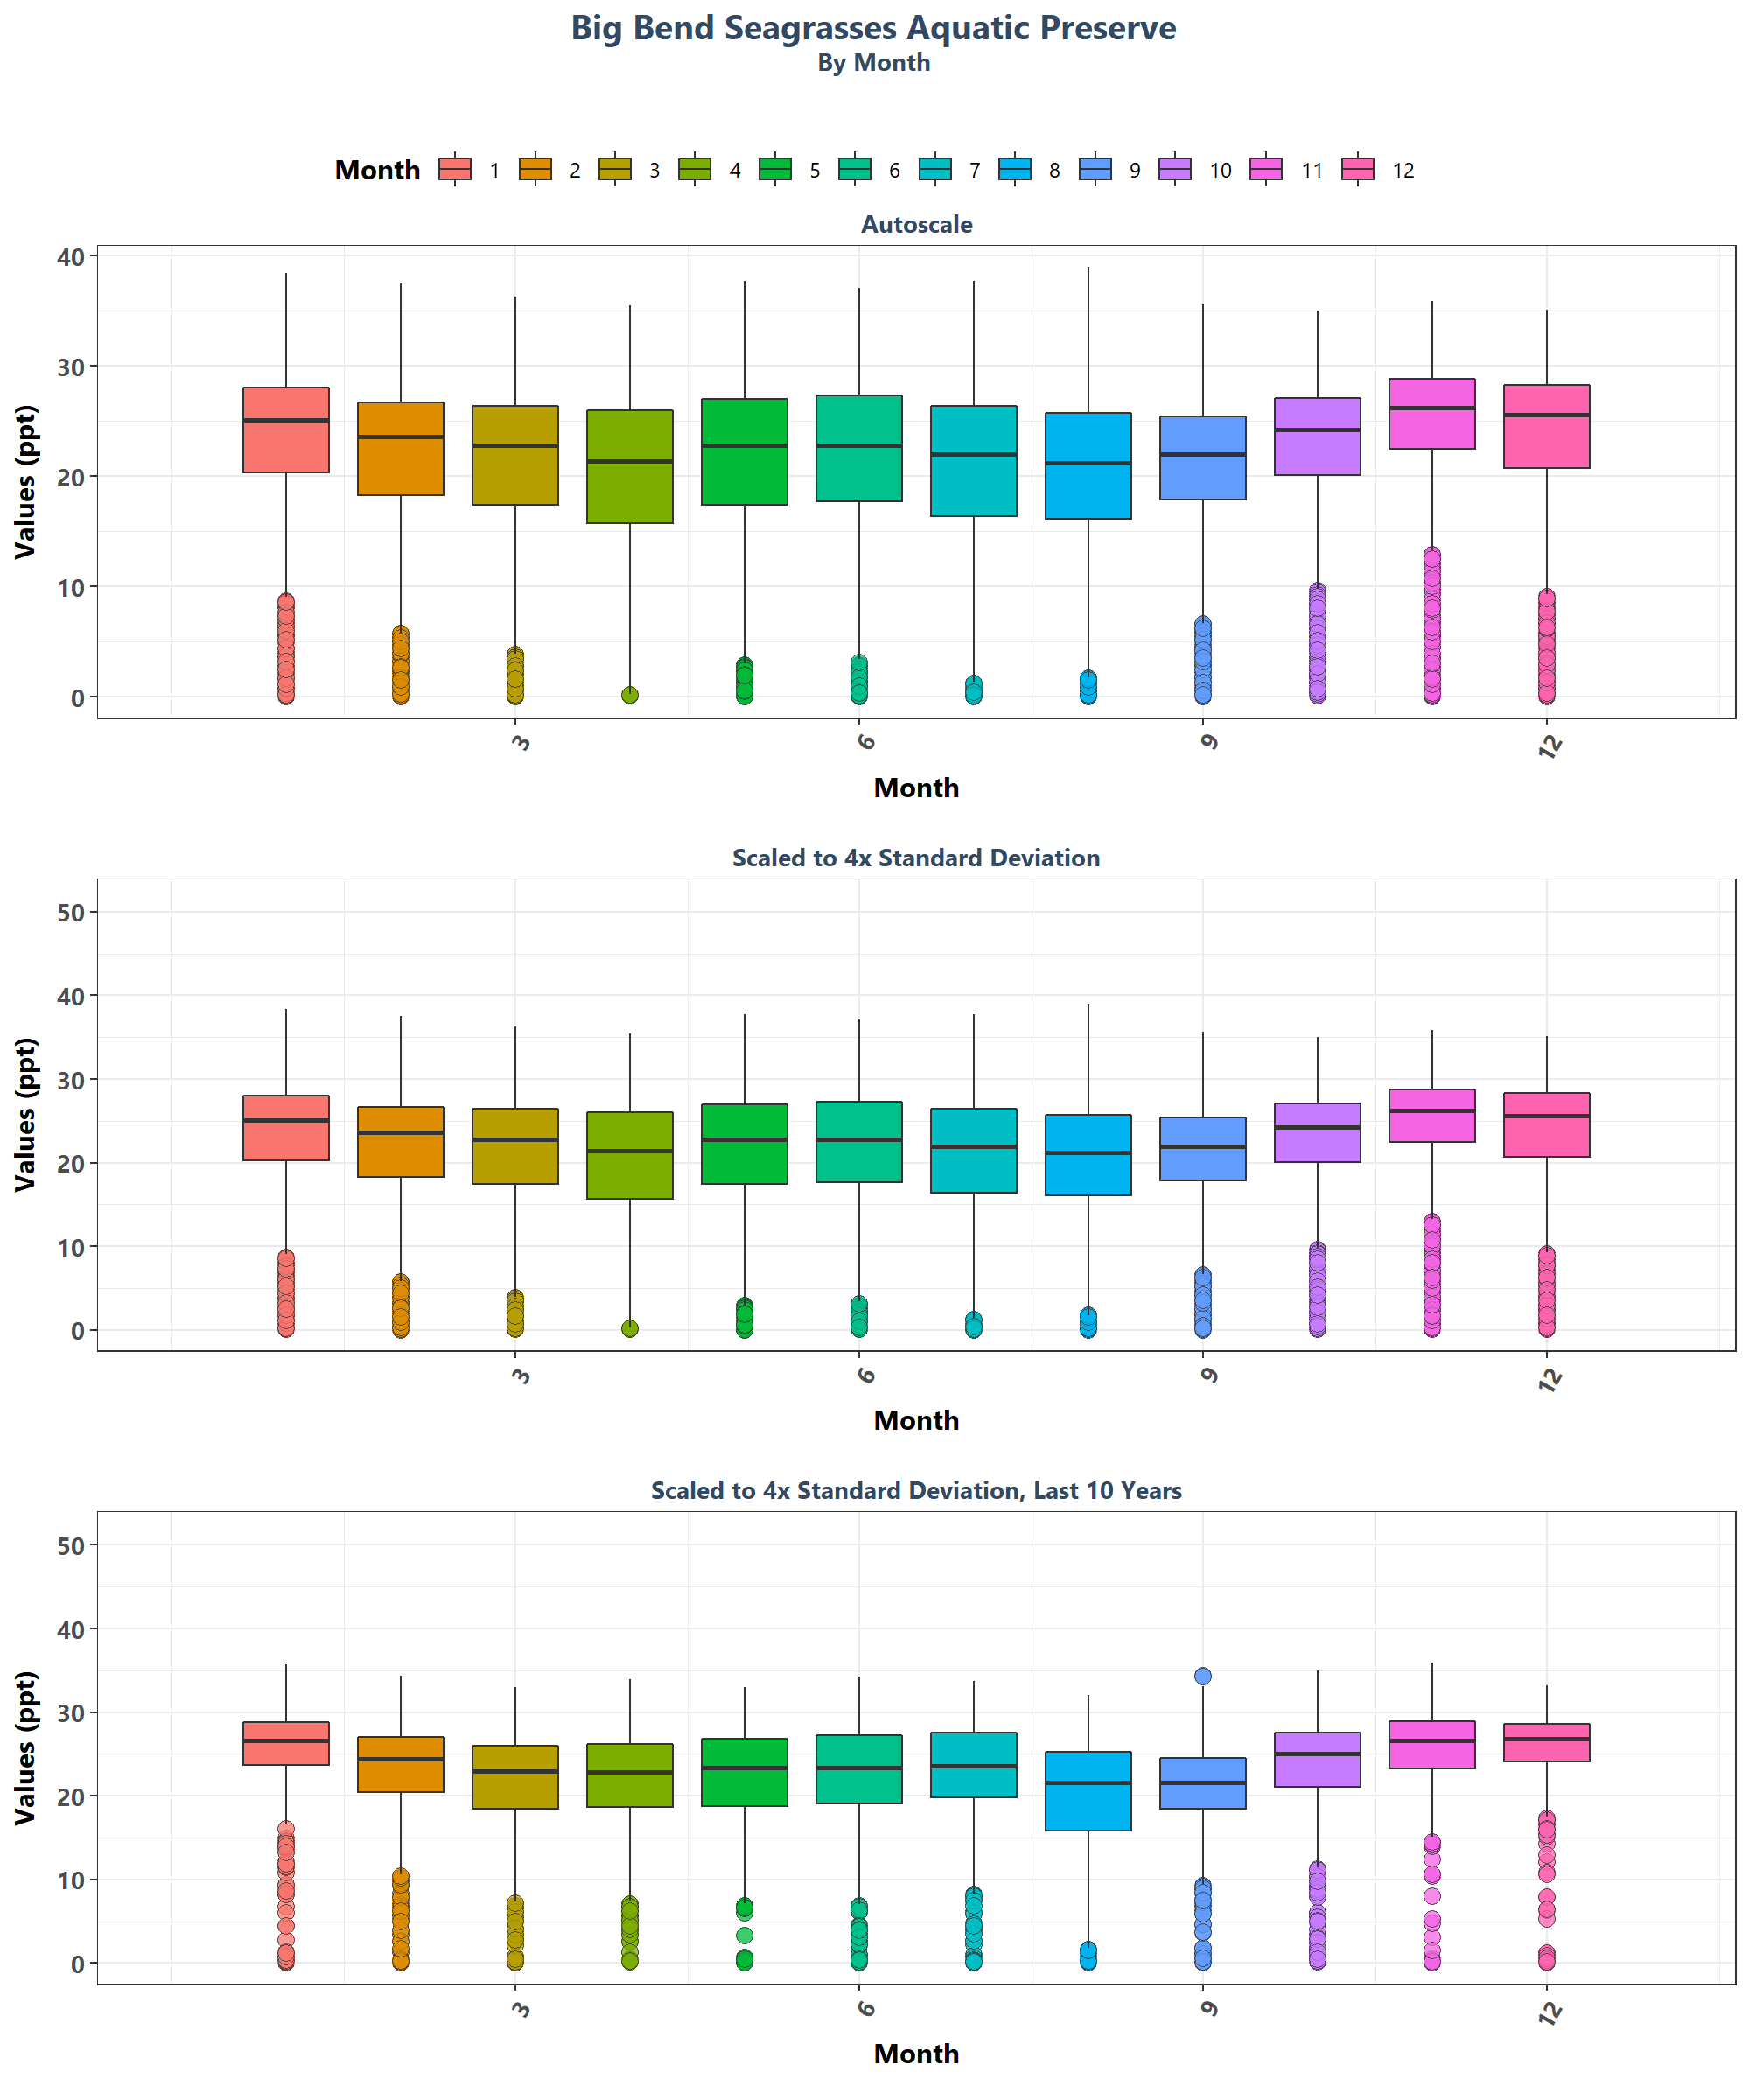 Big Bend Seagrasses Aquatic Preserve
By Month
Month 1 2 3 4 5 6 7 8 9 10 11 12
Autoscale
Values (ppt)
40
30
20
10
0
3 6 9 12
Month
Scaled to 4x Standard Deviation
Values (ppt)
50
40
30
20
10
0
3 6 9 12
Month
Scaled to 4x Standard Deviation, Last 10 Years
Values (ppt)
50
40
30
20
10
0
3 6 9 12
Month